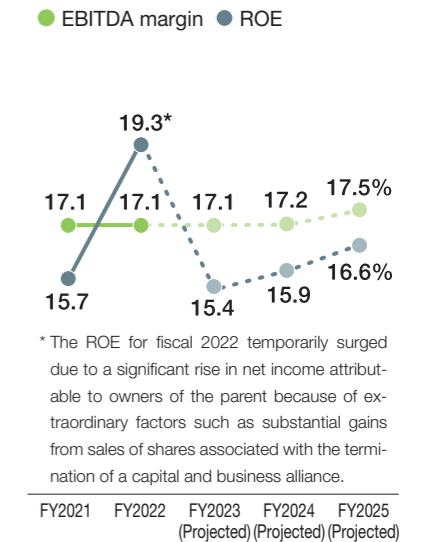 EBITDA margin ROE
19.3*
17.1 17.1 17.1 17.2 17.5%
15.7 15.4 15.9 16.6%
* The ROE for fiscal 2022 temporarily surged
due to a significant rise in net income attribut-
able to owners of the parent because of ex-
traordinary factors such as substantial gains
from sales of shares associated with the termi-
nation of a capital and business alliance.
FY2021 FY2022 FY2023 FY2024 FY2025
(Projected) (Projected) (Projected)